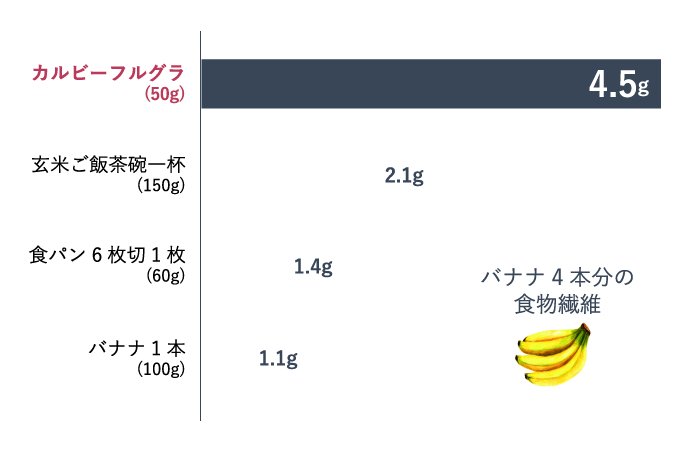 カルビーフルグラ
(50g)
4.5g
玄米ご飯茶碗一杯
(150g)
2.1g
食パン6枚切1枚
(60g)
1.4g
バナナ4本分の
食物繊維
バナナ1本
(100g)
1.1g